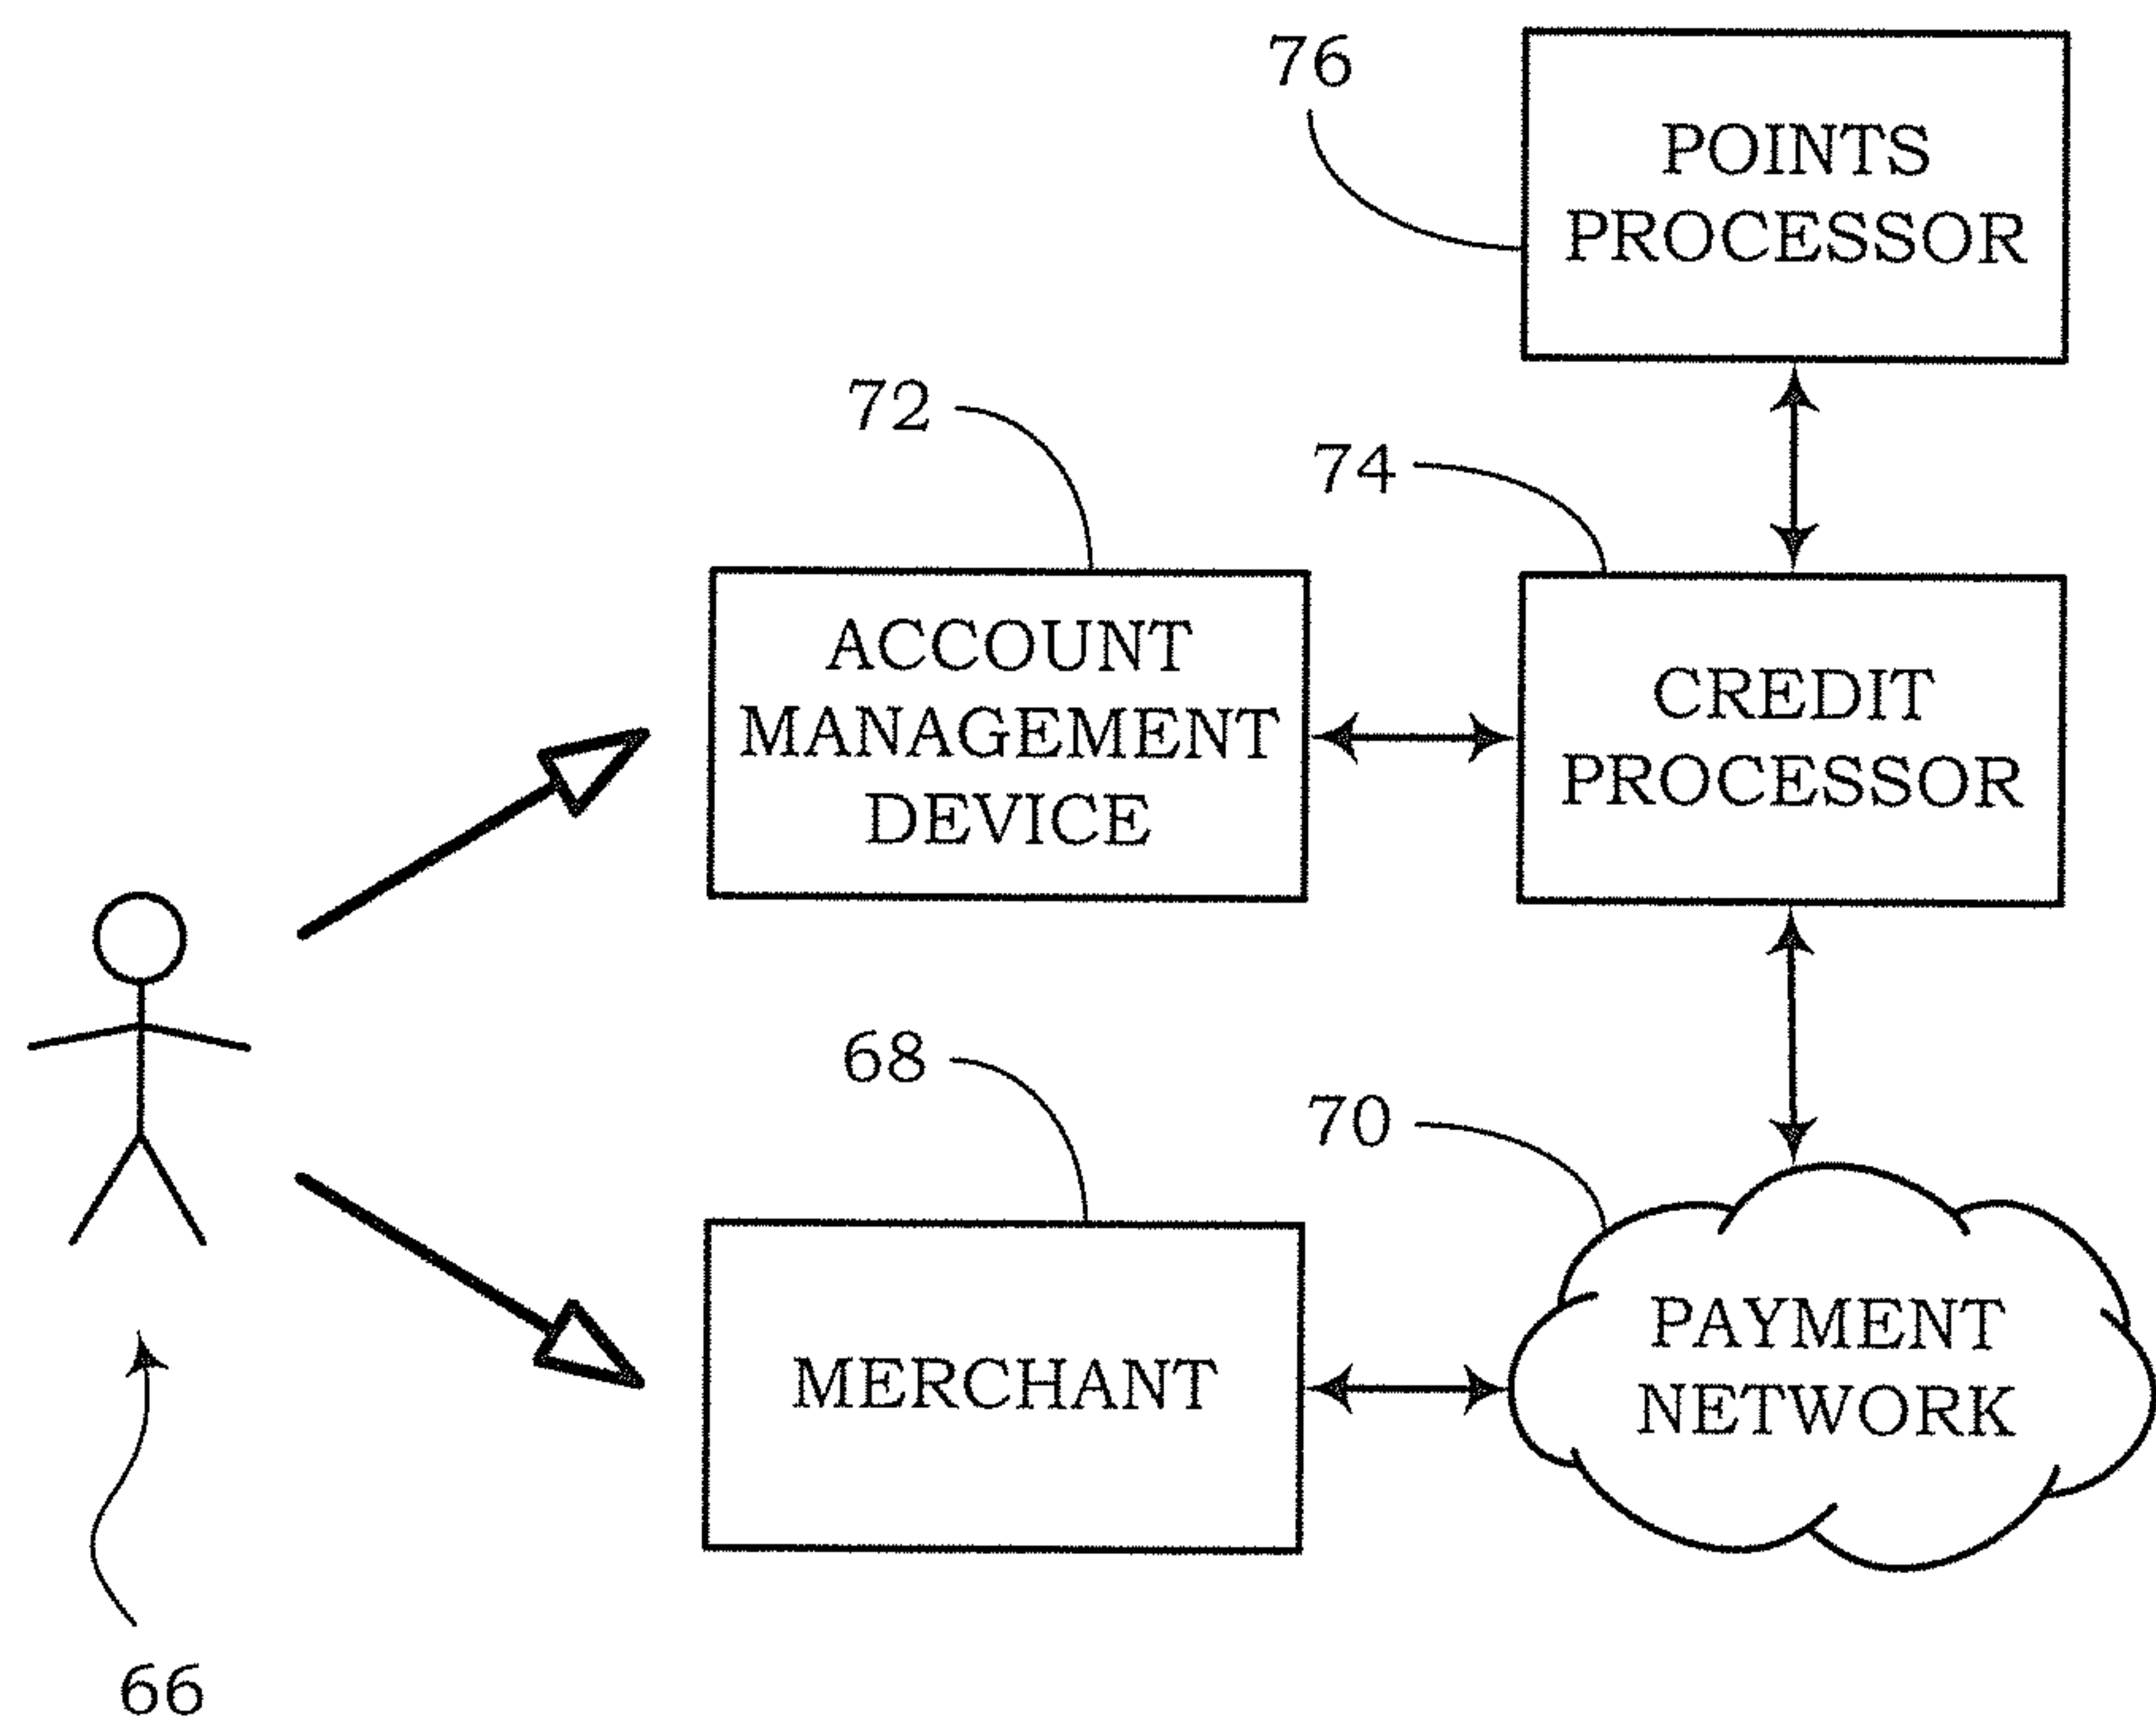 76
POINTS
PROCESSOR
72
74
ACCOUNT
MANAGEMENT
DEVICE
CREDIT
PROCESSOR
68
70
MERCHANT
PAYMENT
NETWORK
66